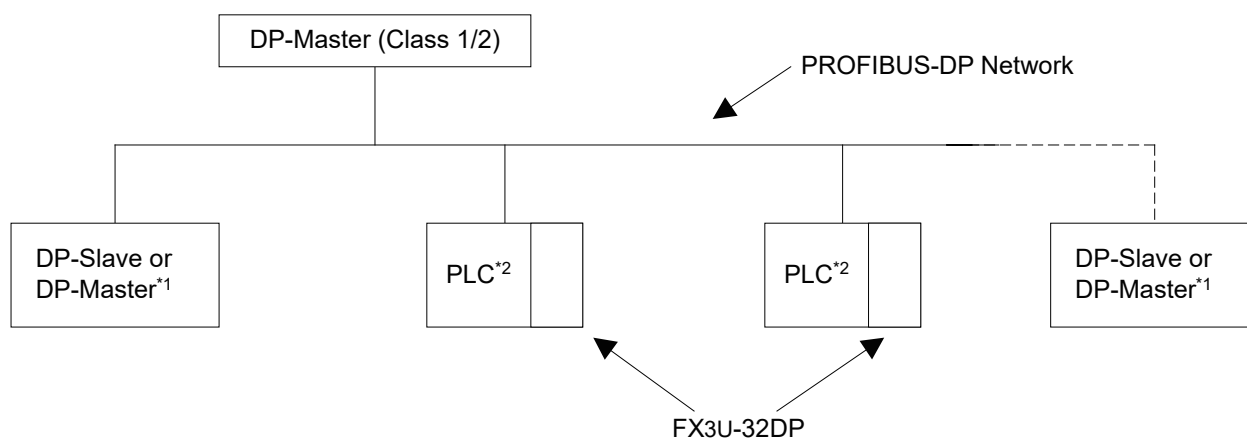 DP-Master (Class 1/2)
PROFIBUS-DP Network
DP-Slave or
DP-Master*1
PLC*2
PLC*2
DP-Slave or
DP-Master*1
FX3U-32DP